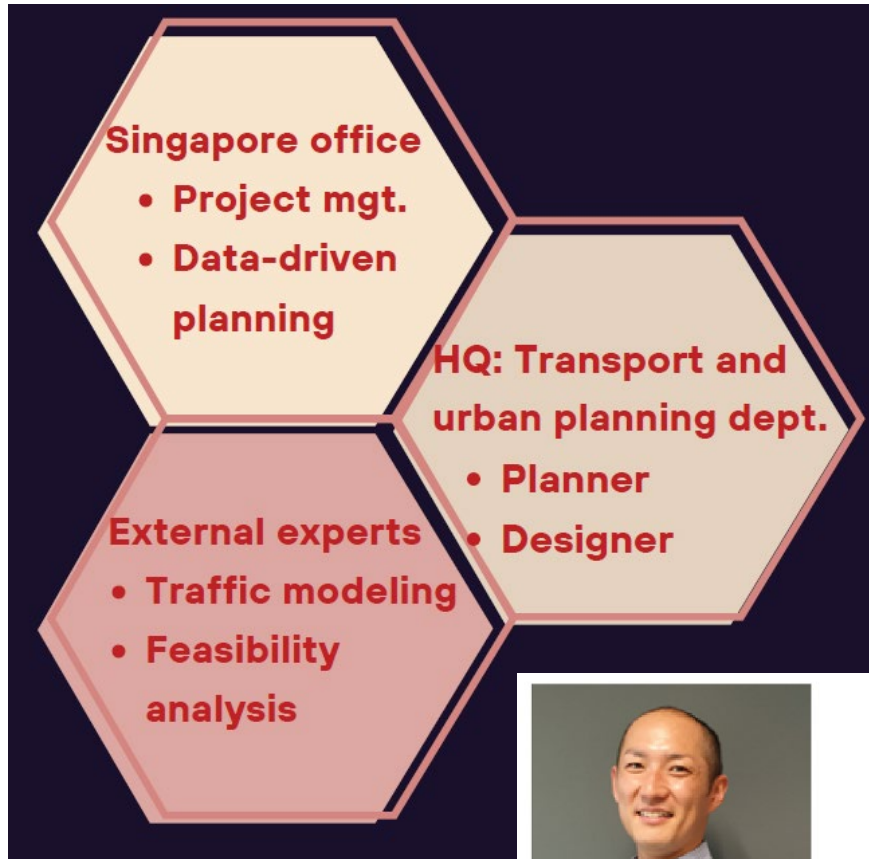 Singapore office
• Project mgt.
• Data-driven
planning
HQ: Transport and
urban planning dept.
• Planner
• Designer
External experts
• Traffic modeling
• Feasibility
analysis